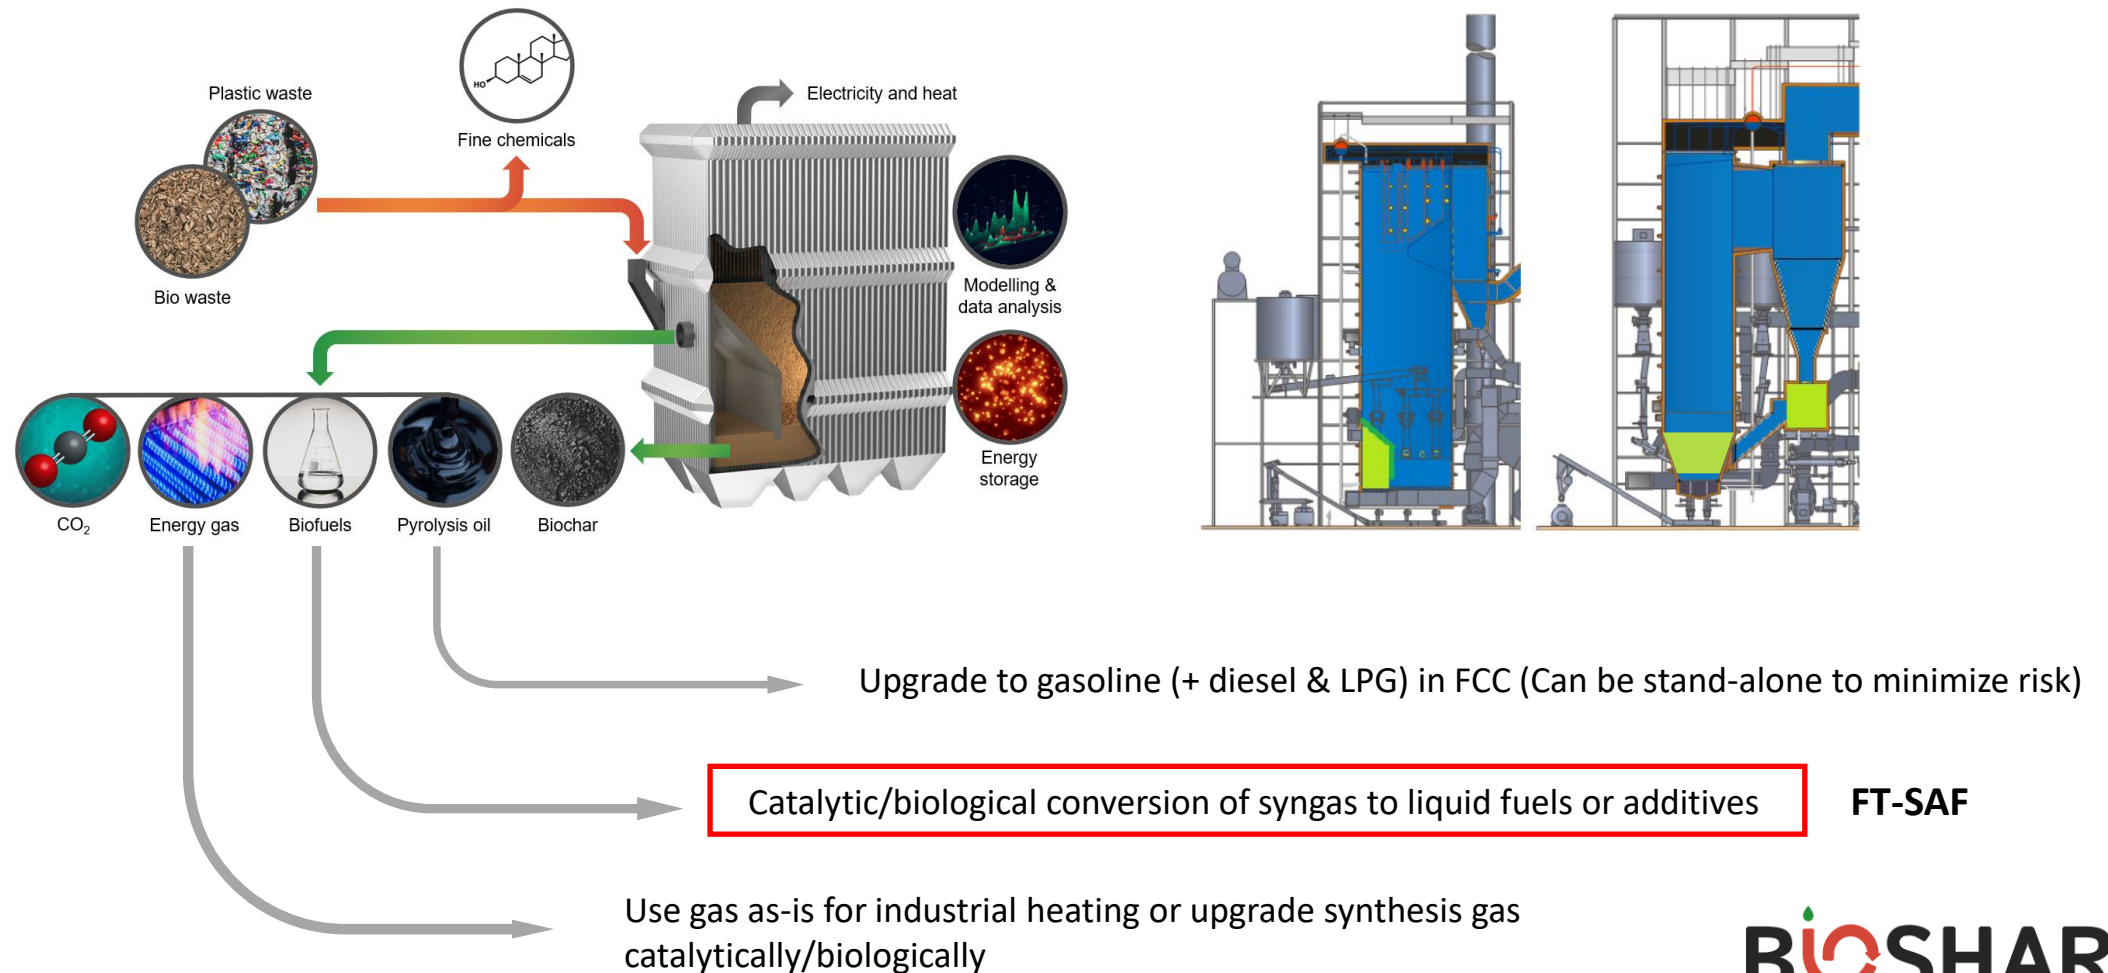 Plastic waste
HO
Fine chemicals
Electricity and heat
Bio waste
Modelling &
data analysis
Energy
storage
CO₂
Energy gas
Biofuels
Pyrolysis oil
Biochar
Upgrade to gasoline (+ diesel & LPG) in FCC (Can be stand-alone to minimize risk)
Catalytic/biological conversion of syngas to liquid fuels or additives
FT-SAF
Use gas as-is for industrial heating or upgrade synthesis gas
catalytically/biologically
BIOSHAR